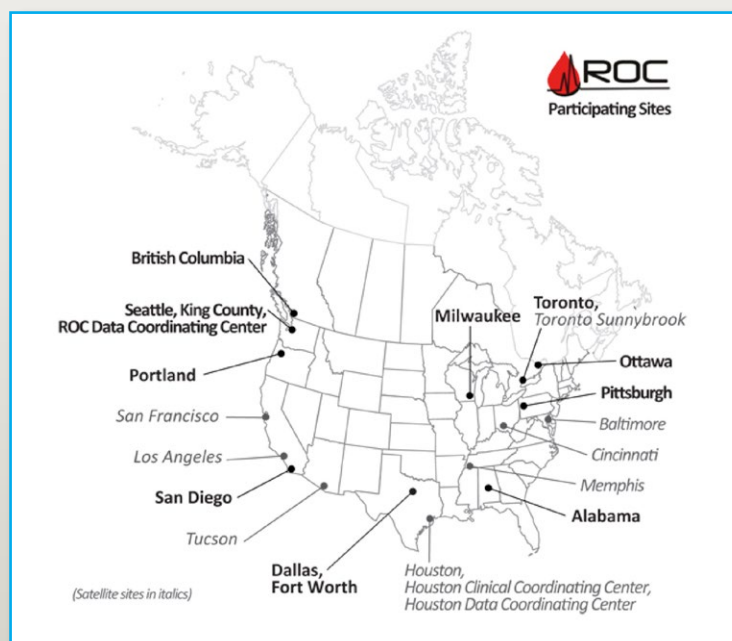 ROC
Participating Sites
British Columbia
Seattle, King County,
ROC Data Coordinating Center
Portland
San Francisco
Los Angeles
San Diego
Tucson
Dallas,
Fort Worth
(Satellite sites in italics)
Milwaukee
Toronto,
Toronto Sunnybrook
Ottawa
Pittsburgh
Baltimore
Cincinnati
Memphis
Alabama
Houston,
Houston Clinical Coordinating Center,
Houston Data Coordinating Center